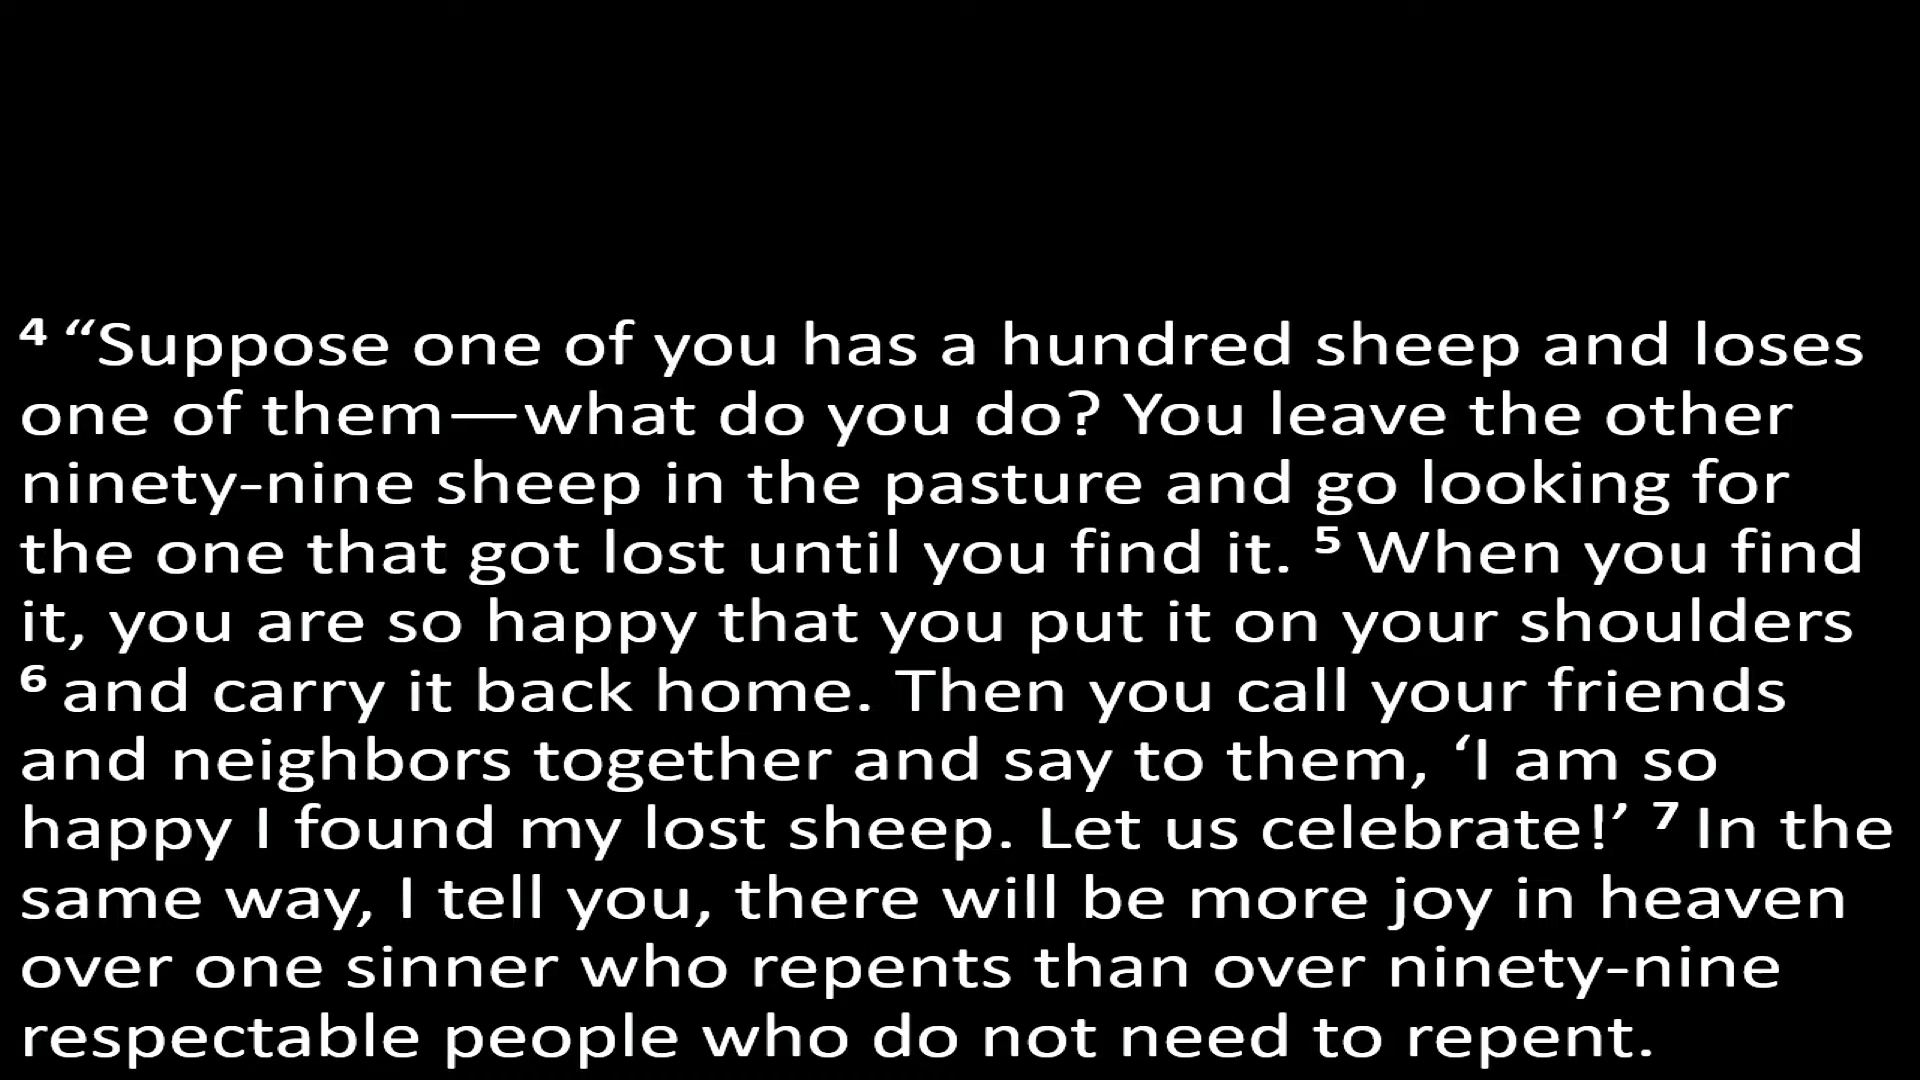 ⁴ “Suppose one of you has a hundred sheep and loses
one of them—what do you do? You leave the other
ninety-nine sheep in the pasture and go looking for
the one that got lost until you find it. ⁵ When you find
it, you are so happy that you put it on your shoulders
⁶ and carry it back home. Then you call your friends
and neighbors together and say to them, ‘I am so
happy I found my lost sheep. Let us celebrate!’ ⁷ In the
same way, I tell you, there will be more joy in heaven
over one sinner who repents than over ninety-nine
respectable people who do not need to repent.